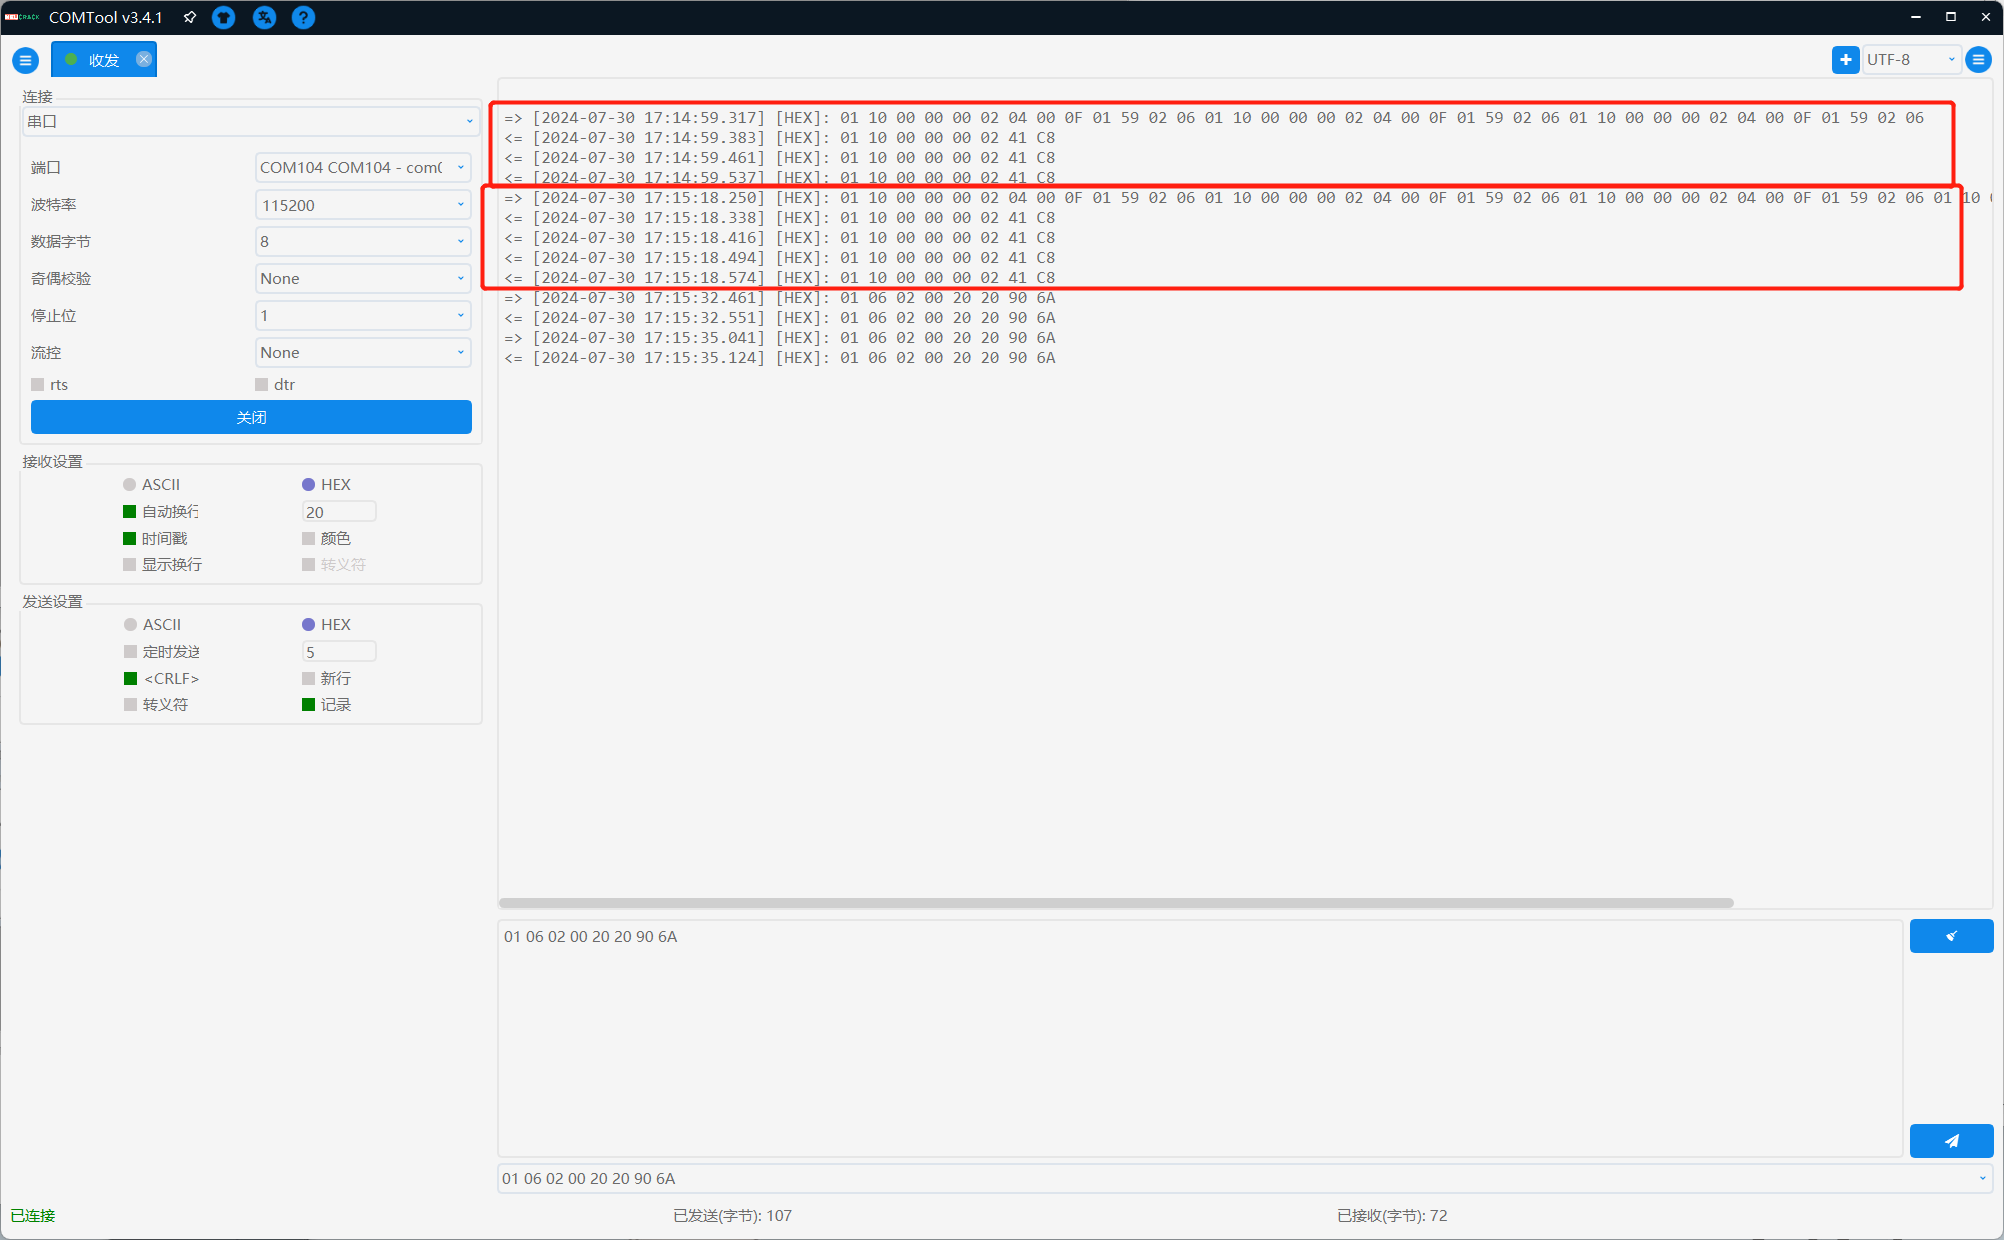 COMTool v3.4.1
收发
UTF-8
连接
串口
端口 COM104 COM104 - com
波特率 115200
数据字节 8
奇偶校验 None
停止位 1
流控 None
rts dtr
关闭
接收设置
ASCII HEX
自动换行 20
时间戳 颜色
显示换行 转义符
发送设置
ASCII HEX
定时发送 5
<CRLF> 新行
转义符 记录
=> [2024-07-30 17:14:59.317] [HEX]: 01 10 00 00 00 02 04 00 0F 01 59 02 06 01 10 00 00 00 02 04 00 0F 01 59 02 06 01 10 00 00 00 02 04 00 0F 01 59 02 06
<= [2024-07-30 17:14:59.383] [HEX]: 01 10 00 00 00 02 41 C8
<= [2024-07-30 17:14:59.461] [HEX]: 01 10 00 00 00 02 41 C8
<= [2024-07-30 17:14:59.537] [HEX]: 01 10 00 00 00 02 41 C8
=> [2024-07-30 17:15:18.250] [HEX]: 01 10 00 00 00 02 04 00 0F 01 59 02 06 01 10 00 00 00 02 04 00 0F 01 59 02 06 01 10 00 00 00 02 04 00 0F 01 59 02 06 01 10
<= [2024-07-30 17:15:18.338] [HEX]: 01 10 00 00 00 02 41 C8
<= [2024-07-30 17:15:18.416] [HEX]: 01 10 00 00 00 02 41 C8
<= [2024-07-30 17:15:18.494] [HEX]: 01 10 00 00 00 02 41 C8
<= [2024-07-30 17:15:18.574] [HEX]: 01 10 00 00 00 02 41 C8
=> [2024-07-30 17:15:32.461] [HEX]: 01 06 02 00 20 20 90 6A
<= [2024-07-30 17:15:32.551] [HEX]: 01 06 02 00 20 20 90 6A
=> [2024-07-30 17:15:35.041] [HEX]: 01 06 02 00 20 20 90 6A
<= [2024-07-30 17:15:35.124] [HEX]: 01 06 02 00 20 20 90 6A
01 06 02 00 20 20 90 6A
01 06 02 00 20 20 90 6A
已连接 已发送(字节): 107 已接收(字节): 72